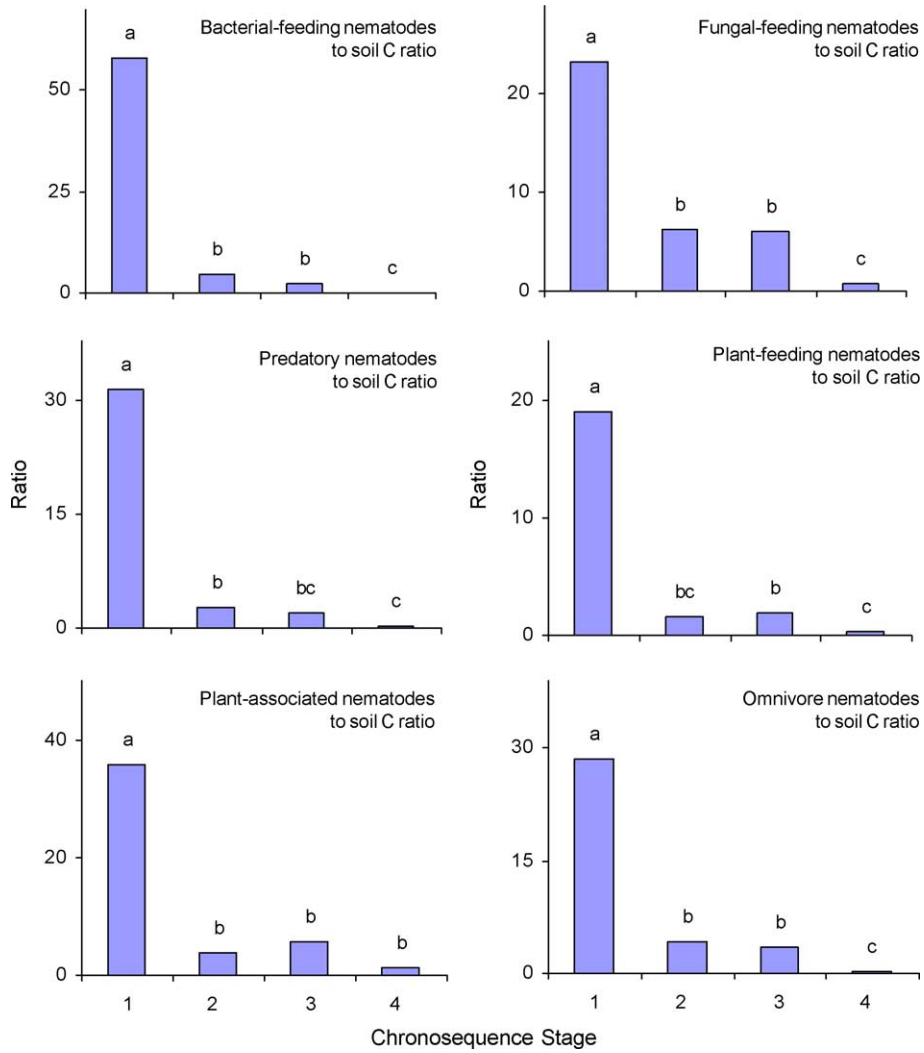 Bacterial-feeding nematodes
to soil C ratio
50
25
0
a
b
b
c
Fungal-feeding nematodes
to soil C ratio
20
10
0
a
b
b
c
Predatory nematodes
to soil C ratio
30
15
0
a
b
bc
c
Ratio
Plant-feeding nematodes
to soil C ratio
20
10
0
a
bc
b
c
Ratio
Plant-associated nematodes
to soil C ratio
40
20
0
a
b
b
b
1 2 3 4
Omnivore nematodes
to soil C ratio
30
15
0
a
b
b
c
1 2 3 4
Chronosequence Stage